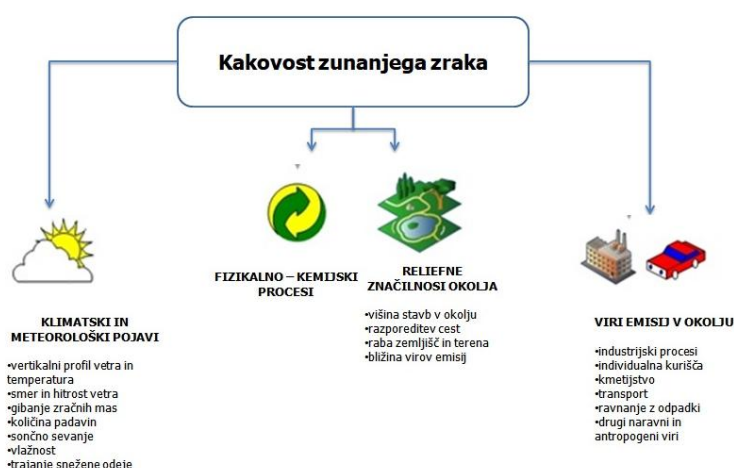 Kakovost zunanjega zraka
KLIMATSKI IN
METEOROLOŠKI POJAVI
•vertikalni profil vetra in
temperatura
•smer in hitrost vetra
•gibanje zračnih mas
•količina padavin
•sončno sevanje
•vlažnost
•trajanje snežene odeje
FIZIKALNO – KEMIJSKI
PROCESI
RELIEFNE
ZNAČILNOSI OKOLJA
•višina stavb v okolju
•razporeditev cest
•raba zemljišč in terena
•bližina virov emisij
VIRI EMISIJ V OKOLJU
•industrijski procesi
•individualna kurišča
•kmetijstvo
•transport
•ravnanje z odpadki
•drugi naravni in
antropogeni viri